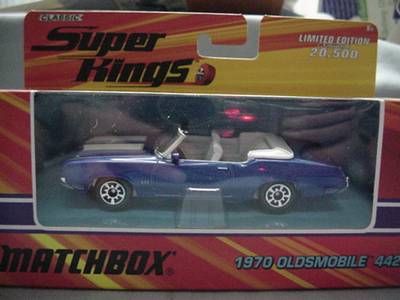 CLASSIC
Super
Kings
LIMITED EDITION
20,500
MATCHBOX
1970 OLDSMOBILE 442